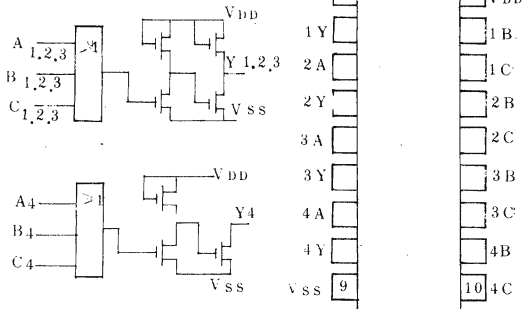 VDD
A 1,2,3
≥1
B 1,2,3
Y 1,2,3
C 1,2,3
VSS
VDD
A4
≥1
Y4
B4
C4
VSS
VDD
1Y
1B
2A
1C
2Y
2B
3A
2C
3Y
3B
4A
3C
4Y
4B
VSS 9
10 4C